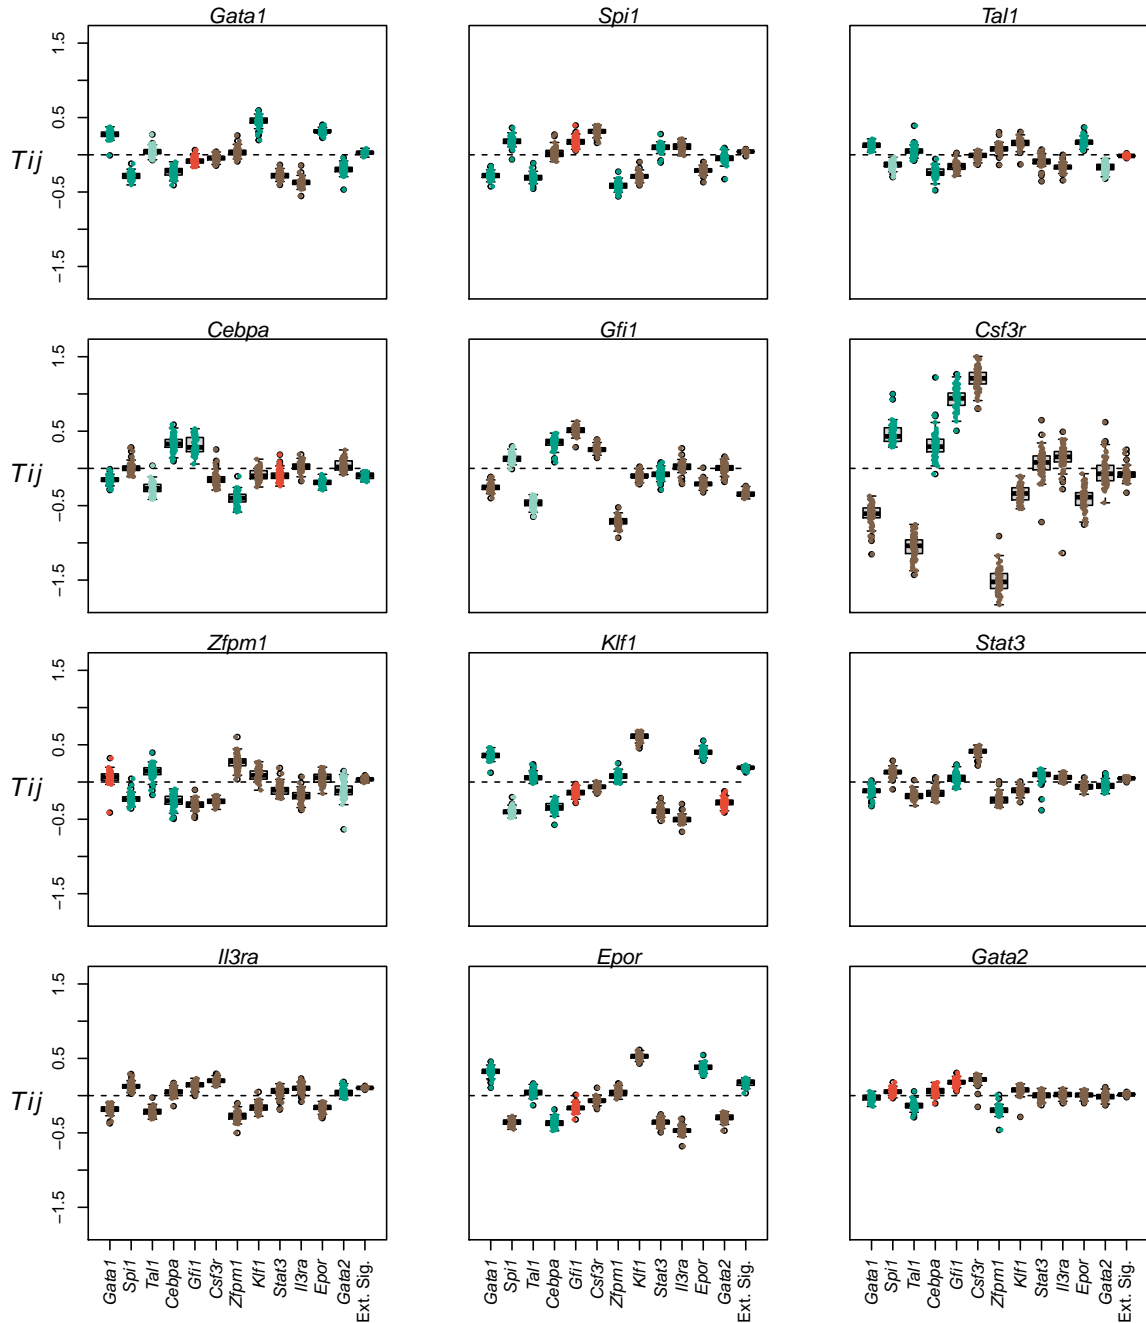 Gata1 Spi1 Tal1
1.5
0.5
Tij
−0.5
−1.5
Cebpa Gfi1 Csf3r
1.5
0.5
Tij
−0.5
−1.5
Zfpm1 Klf1 Stat3
1.5
0.5
Tij
−0.5
−1.5
Il3ra Epor Gata2
1.5
0.5
Tij
−0.5
−1.5
Gata1 Spi1 Tal1 Cebpa Gfi1 Csf3r Zfpm1 Klf1 Stat3 Il3ra Epor Gata2 Ext. Sig.
Gata1 Spi1 Tal1 Cebpa Gfi1 Csf3r Zfpm1 Klf1 Stat3 Il3ra Epor Gata2 Ext. Sig.
Gata1 Spi1 Tal1 Cebpa Gfi1 Csf3r Zfpm1 Klf1 Stat3 Il3ra Epor Gata2 Ext. Sig.